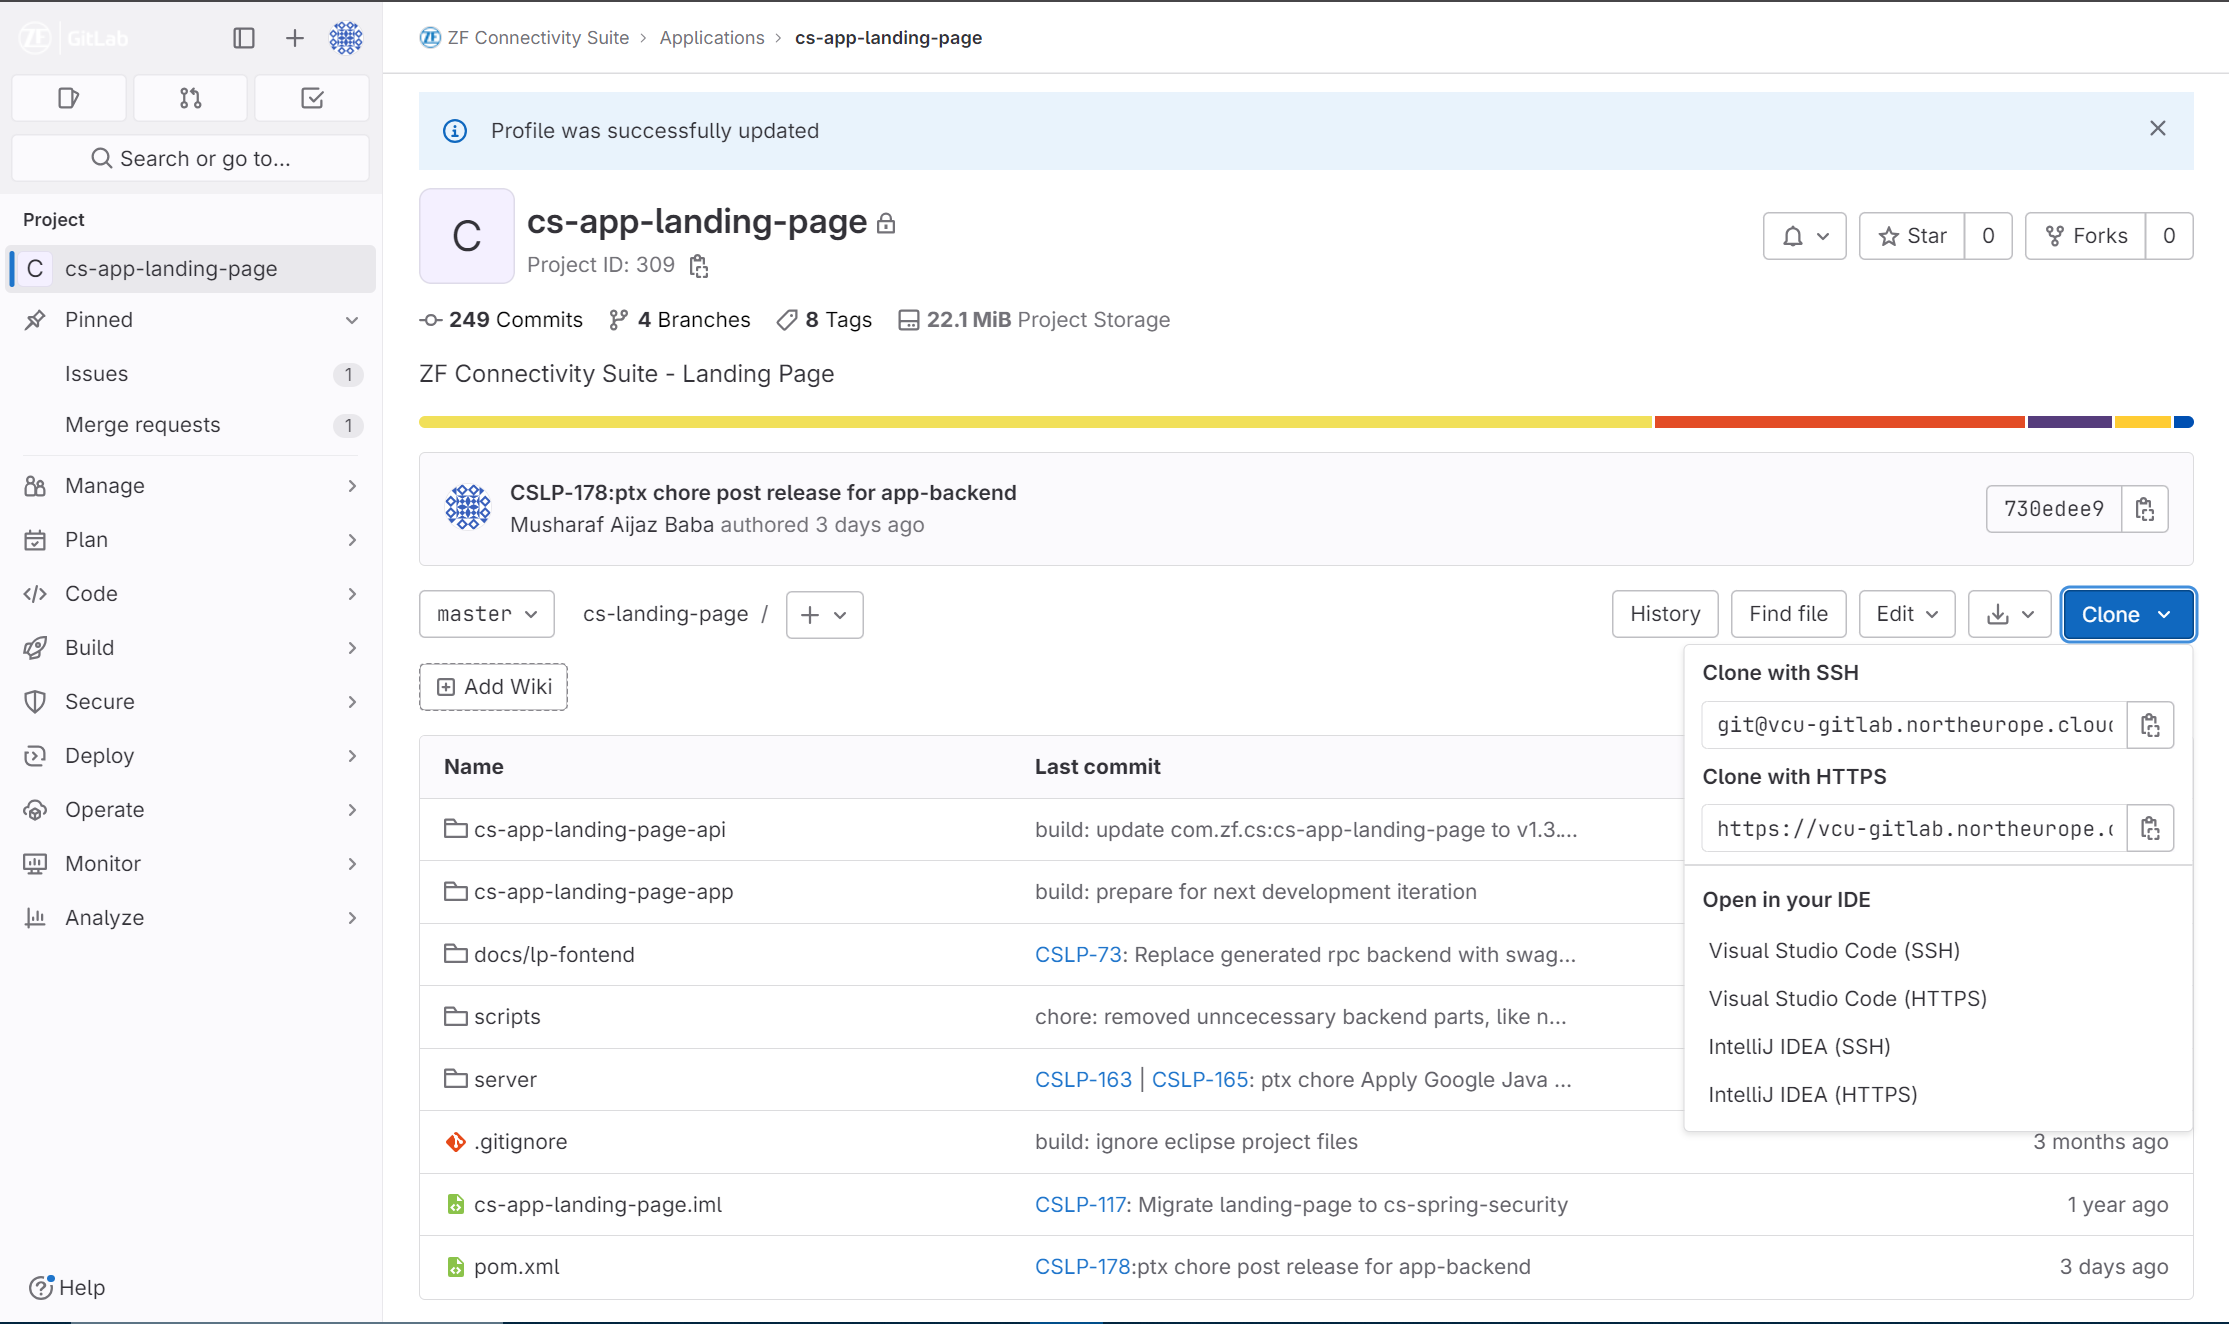 ZF GitLab
Search or go to...
Project
C cs-app-landing-page
Pinned
Issues 1
Merge requests 1
Manage
Plan
Code
Build
Secure
Deploy
Operate
Monitor
Analyze
Help
ZF ZF Connectivity Suite › Applications › cs-app-landing-page
Profile was successfully updated
C
cs-app-landing-page
Project ID: 309
Star 0
Forks 0
249 Commits 4 Branches 8 Tags 22.1 MiB Project Storage
ZF Connectivity Suite - Landing Page
CSLP-178:ptx chore post release for app-backend
Musharaf Aijaz Baba authored 3 days ago
730edee9
master cs-landing-page / +
History Find file Edit Clone
Add Wiki
Clone with SSH
git@vcu-gitlab.northeurope.clou
Clone with HTTPS
https://vcu-gitlab.northeurope.
Open in your IDE
Visual Studio Code (SSH)
Visual Studio Code (HTTPS)
IntelliJ IDEA (SSH)
IntelliJ IDEA (HTTPS)
Name Last commit
cs-app-landing-page-api build: update com.zf.cs:cs-app-landing-page to v1.3....
cs-app-landing-page-app build: prepare for next development iteration
docs/lp-fontend CSLP-73: Replace generated rpc backend with swag...
scripts chore: removed unncecessary backend parts, like n...
server CSLP-163 | CSLP-165: ptx chore Apply Google Java ...
.gitignore build: ignore eclipse project files 3 months ago
cs-app-landing-page.iml CSLP-117: Migrate landing-page to cs-spring-security 1 year ago
pom.xml CSLP-178:ptx chore post release for app-backend 3 days ago